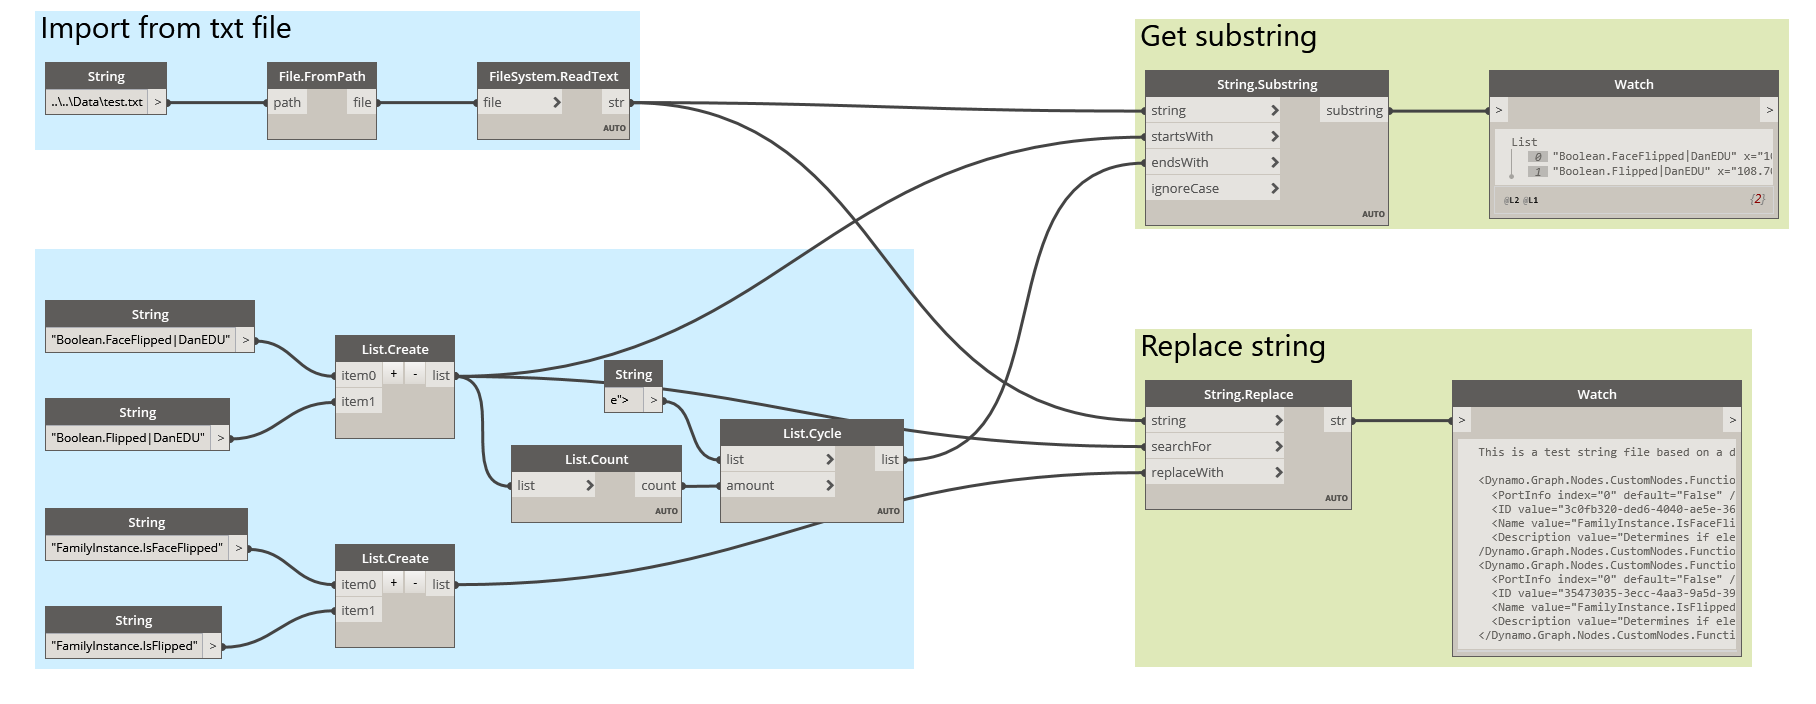 Import from txt file
String
..\..\Data\test.txt >
File.FromPath
path file
FileSystem.ReadText
file str
AUTO
String
"Boolean.FaceFlipped|DanEDU" >
String
"Boolean.Flipped|DanEDU" >
List.Create
item0 + - list
item1
String
e"> >
List.Count
list count
AUTO
List.Cycle
list list
amount
AUTO
String
"FamilyInstance.IsFaceFlipped" >
String
"FamilyInstance.IsFlipped" >
List.Create
item0 + - list
item1
Get substring
String.Substring
string substring
startsWith
endsWith
ignoreCase
AUTO
Watch
> >
List
0 "Boolean.FaceFlipped|DanEDU" x="1
1 "Boolean.Flipped|DanEDU" x="108.7
@L2 @L1 {2}
Replace string
String.Replace
string str
searchFor
replaceWith
AUTO
Watch
> >
This is a test string file based on a d
<Dynamo.Graph.Nodes.CustomNodes.Functio
<PortInfo index="0" default="False" /
<ID value="3c0fb320-ded6-4040-ae5e-36
<Name value="FamilyInstance.IsFaceFli
<Description value="Determines if ele
/Dynamo.Graph.Nodes.CustomNodes.Functio
<Dynamo.Graph.Nodes.CustomNodes.Functio
<PortInfo index="0" default="False" /
<ID value="35473035-3ecc-4aa3-9a5d-39
<Name value="FamilyInstance.IsFlipped
<Description value="Determines if ele
</Dynamo.Graph.Nodes.CustomNodes.Functi